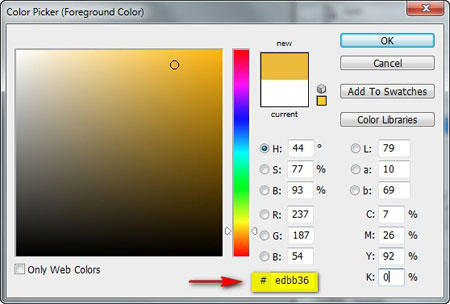 Color Picker (Foreground Color)
new
current
OK
Cancel
Add To Swatches
Color Libraries
H: 44 °
S: 77 %
B: 93 %
R: 237
G: 187
B: 54
# edbb36
L: 79
a: 10
b: 69
C: 7 %
M: 26 %
Y: 92 %
K: 0 %
Only Web Colors